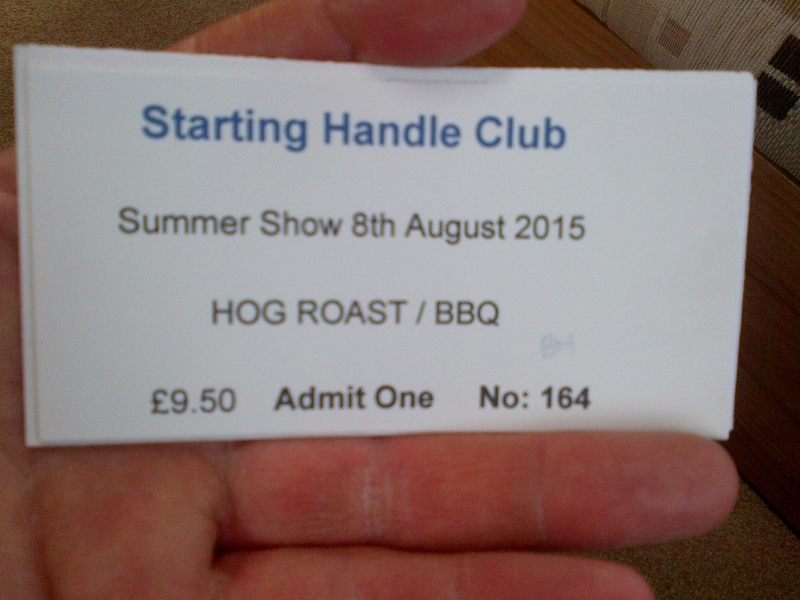 Starting Handle Club
Summer Show 8th August 2015
HOG ROAST / BBQ
£9.50 Admit One No: 164